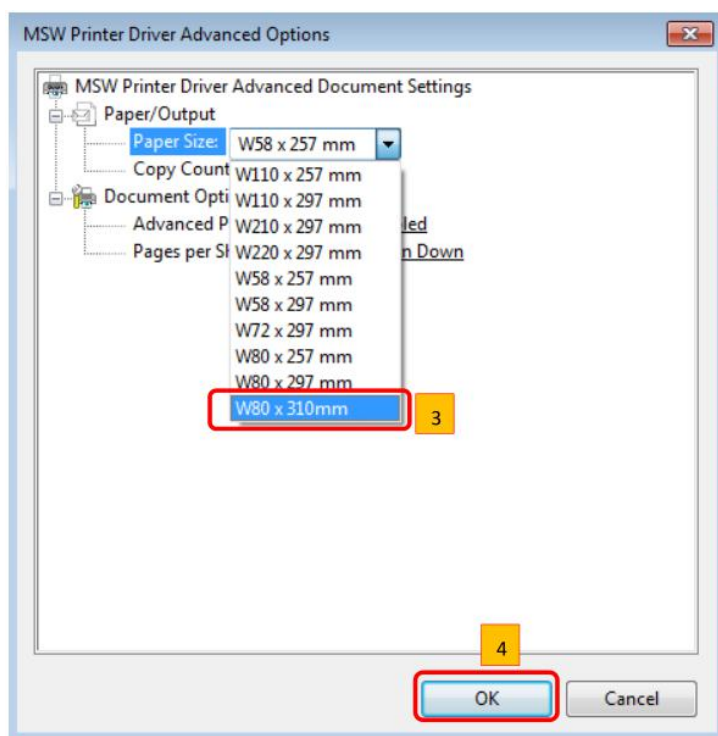 MSW Printer Driver Advanced Options
MSW Printer Driver Advanced Document Settings
Paper/Output
Paper Size: W58 x 257 mm
Copy Count
W110 x 257 mm
W110 x 297 mm
Document Opti
W210 x 297 mm
Advanced P
led
W220 x 297 mm
Pages per Sh
n Down
W58 x 257 mm
W58 x 297 mm
W72 x 297 mm
W80 x 257 mm
W80 x 297 mm
W80 x 310mm
3
4
OK Cancel